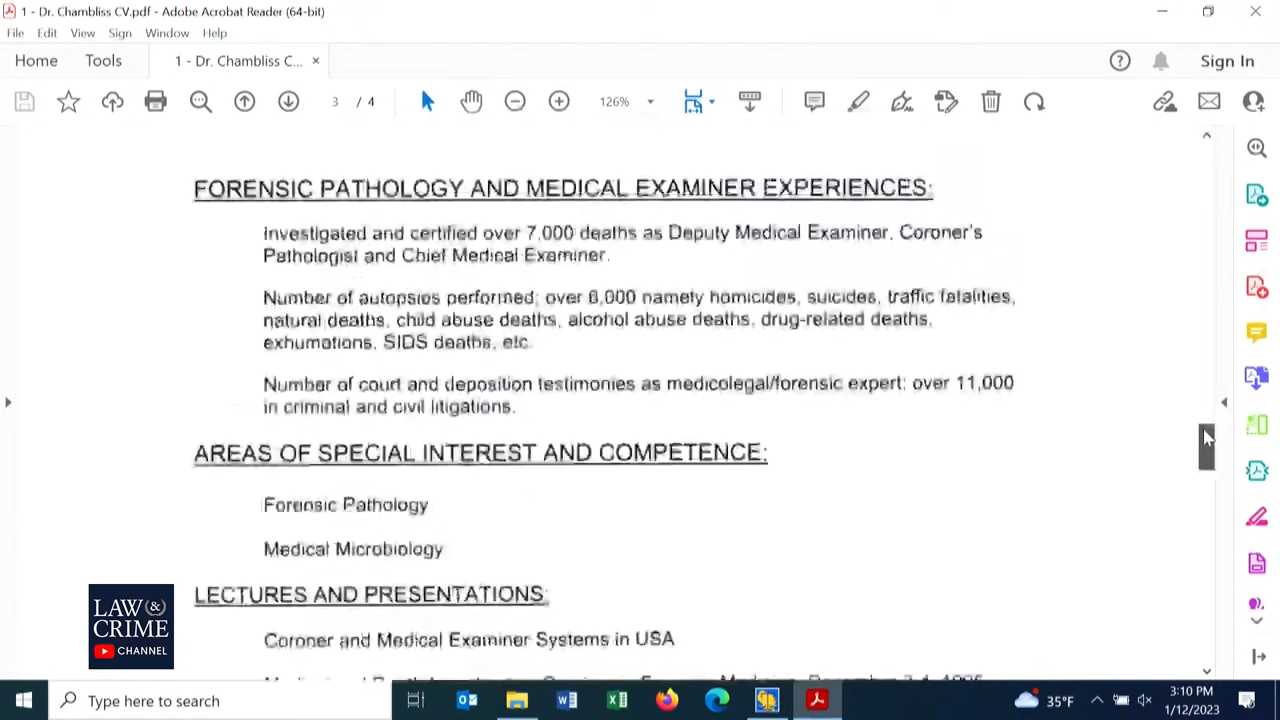 1 - Dr. Chambliss CV.pdf - Adobe Acrobat Reader (64-bit)
File Edit View Sign Window Help
Home Tools 1 - Dr. Chambliss C... × Sign In
3 / 4 126%
FORENSIC PATHOLOGY AND MEDICAL EXAMINER EXPERIENCES:
Investigated and certified over 7,000 deaths as Deputy Medical Examiner, Coroner's
Pathologist and Chief Medical Examiner.
Number of autopsies performed; over 6,000 namely homicides, suicides, traffic fatalities,
natural deaths, child abuse deaths, alcohol abuse deaths, drug-related deaths,
exhumations, SIDS deaths, etc.
Number of court and deposition testimonies as medicolegal/forensic expert; over 11,000
in criminal and civil litigations.
AREAS OF SPECIAL INTEREST AND COMPETENCE:
Forensic Pathology
Medical Microbiology
LECTURES AND PRESENTATIONS:
Coroner and Medical Examiner Systems in USA
LAW &
CRIME
CHANNEL
Type here to search
35°F
3:10 PM
1/12/2023